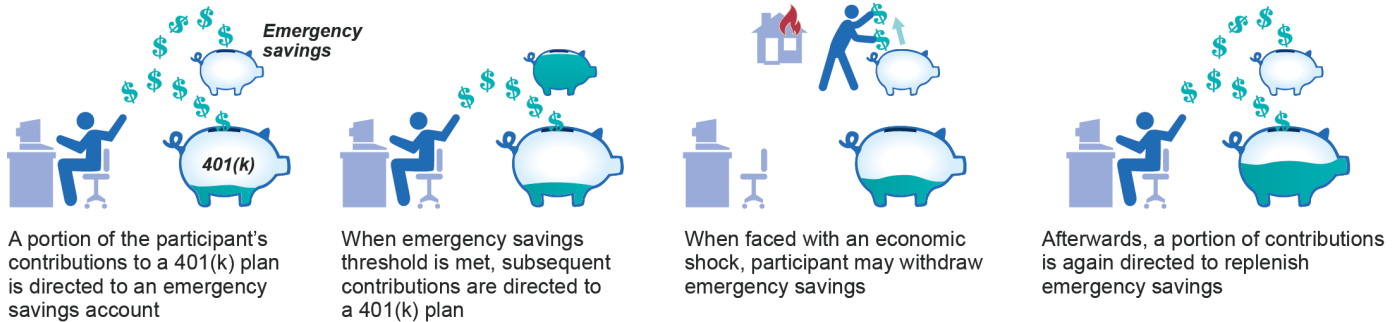 Emergency
savings
401(k)
A portion of the participant's
contributions to a 401(k) plan
is directed to an emergency
savings account
When emergency savings
threshold is met, subsequent
contributions are directed to
a 401(k) plan
When faced with an economic
shock, participant may withdraw
emergency savings
Afterwards, a portion of contributions
is again directed to replenish
emergency savings